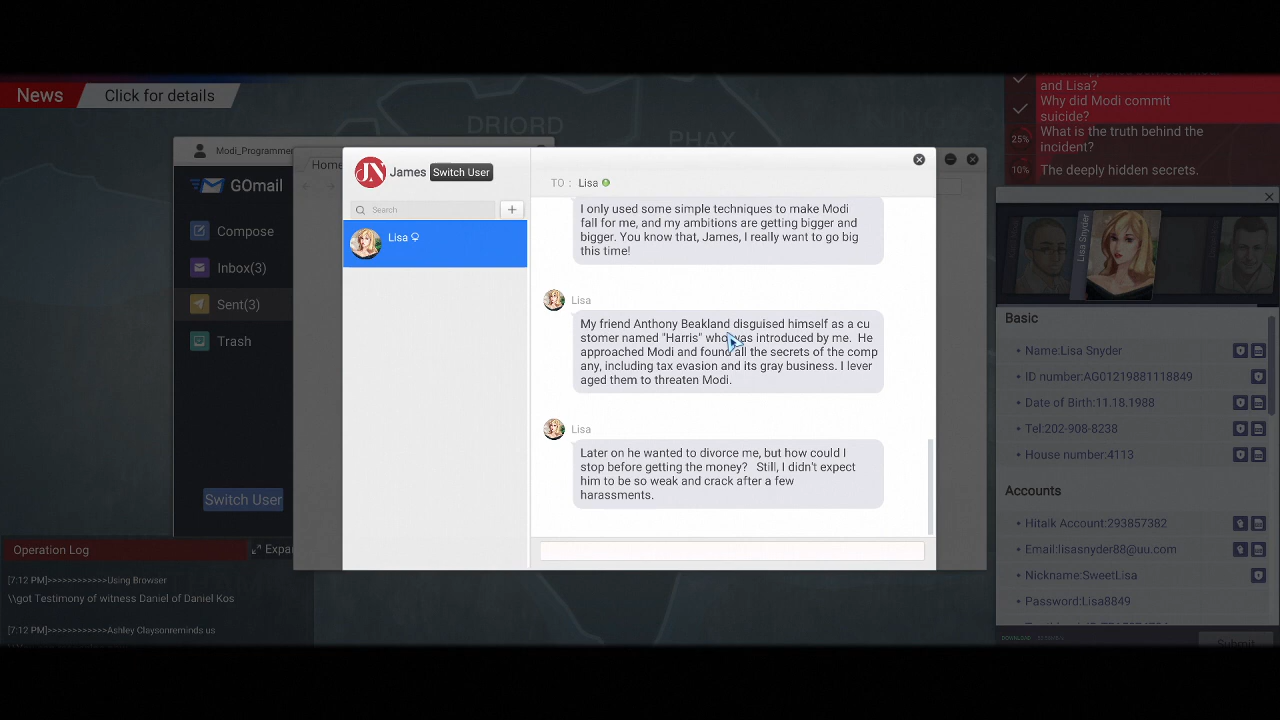 News
Click for details
DRIORD
PHAX
and Lisa?
Why did Modi commit
suicide?
25%
What is the truth behind the
incident?
10%
The deeply hidden secrets.
Modi_Programmer
GOmail
Compose
Inbox(3)
Sent(3)
Trash
Switch User
Home
JN
James
Switch User
Search
+
Lisa
TO : Lisa
I only used some simple techniques to make Modi
fall for me, and my ambitions are getting bigger and
bigger. You know that, James, I really want to go big
this time!
Lisa
My friend Anthony Beakland disguised himself as a cu
stomer named "Harris" who was introduced by me. He
approached Modi and found all the secrets of the comp
any, including tax evasion and its gray business. I lever
aged them to threaten Modi.
Lisa
Later on he wanted to divorce me, but how could I
stop before getting the money? Still, I didn't expect
him to be so weak and crack after a few
harassments.
Lisa Snyder
Basic
• Name:Lisa Snyder
• ID number:AG01219881118849
• Date of Birth:11.18.1988
• Tel:202-908-8238
• House number:4113
Accounts
• Hitalk Account:293857382
• Email:lisasnyder88@uu.com
• Nickname:SweetLisa
• Password:Lisa8849
Submit
Operation Log
Expa
[7:12 PM]>>>>>>>>>>>>Using Browser
\\got Testimony of witness Daniel of Daniel Kos
[7:12 PM]>>>>>>>>>>>>Ashley Claysonreminds us